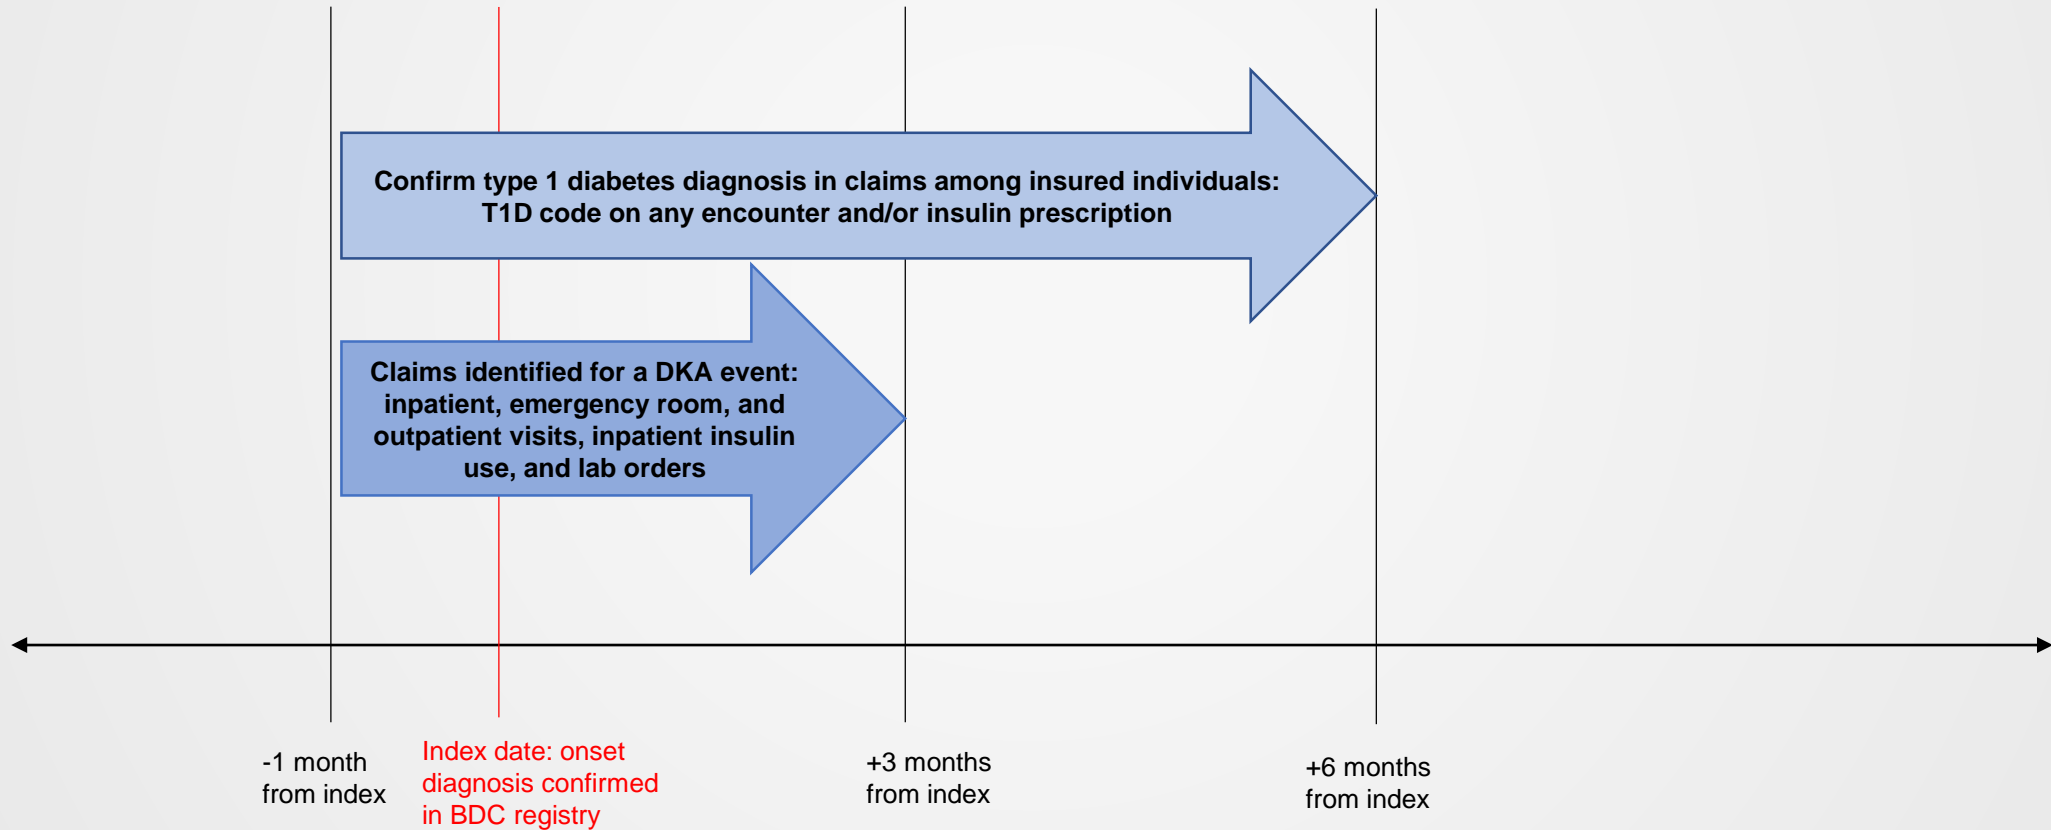 Confirm type 1 diabetes diagnosis in claims among insured individuals:
T1D code on any encounter and/or insulin prescription
Claims identified for a DKA event:
inpatient, emergency room, and
outpatient visits, inpatient insulin
use, and lab orders
-1 month
from index
Index date: onset
diagnosis confirmed
in BDC registry
+3 months
from index
+6 months
from index